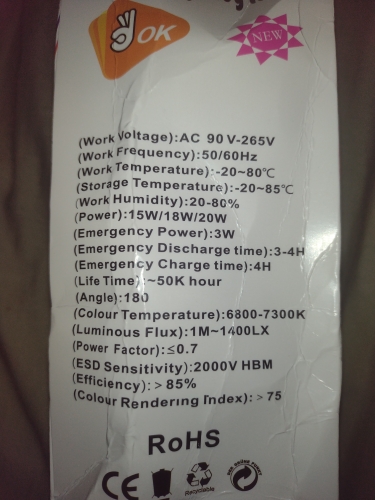 OK
NEW
(Work Voltage):AC 90V-265V
(Work Frequency):50/60Hz
(Work Temperature):-20~80℃
(Storage Temperature):-20~85℃
(Work Humidity):20-80%
(Power):15W/18W/20W
(Emergency Power):3W
(Emergency Discharge time):3-4H
(Emergency Charge time):4H
(Life Time):~50K hour
(Angle):180
(Colour Temperature):6800-7300K
(Luminous Flux):1M~1400LX
(Power Factor):≤0.7
(ESD Sensitivity):2000V HBM
(Efficiency):>85%
(Colour Rendering Index):>75
RoHS
CE
Recyclable